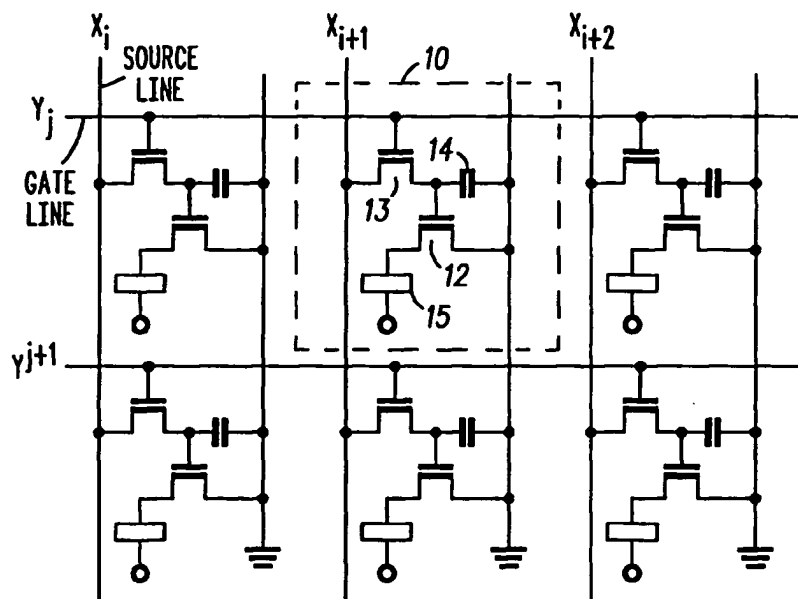 X_i
X_{i+1}
X_{i+2}
SOURCE
LINE
10
Y_j
GATE
LINE
14
13
12
15
Y^{j+1}